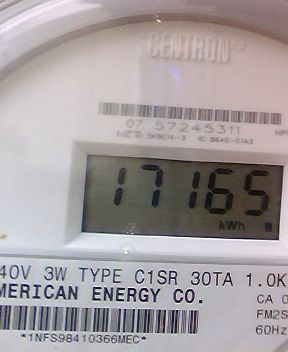 CENTRON®
07 57245311
17165
kWh
40V 3W TYPE C1SR 30TA 1.0K
MERICAN ENERGY CO.
CA 0
FM2S
60Hz
*1NFS98410366MEC*